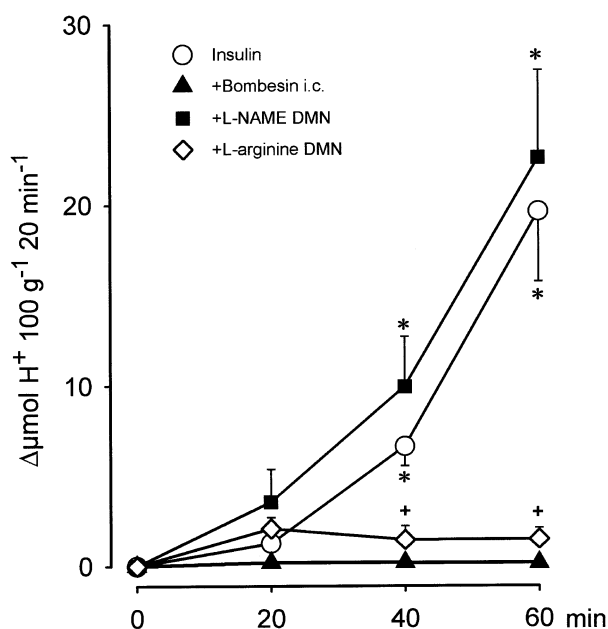 30
Insulin
+Bombesin i.c.
+L-NAME DMN
+L-arginine DMN
20
10
0
Δµmol H⁺ 100 g⁻¹ 20 min⁻¹
*
*
*
*
+
+
0 20 40 60 min